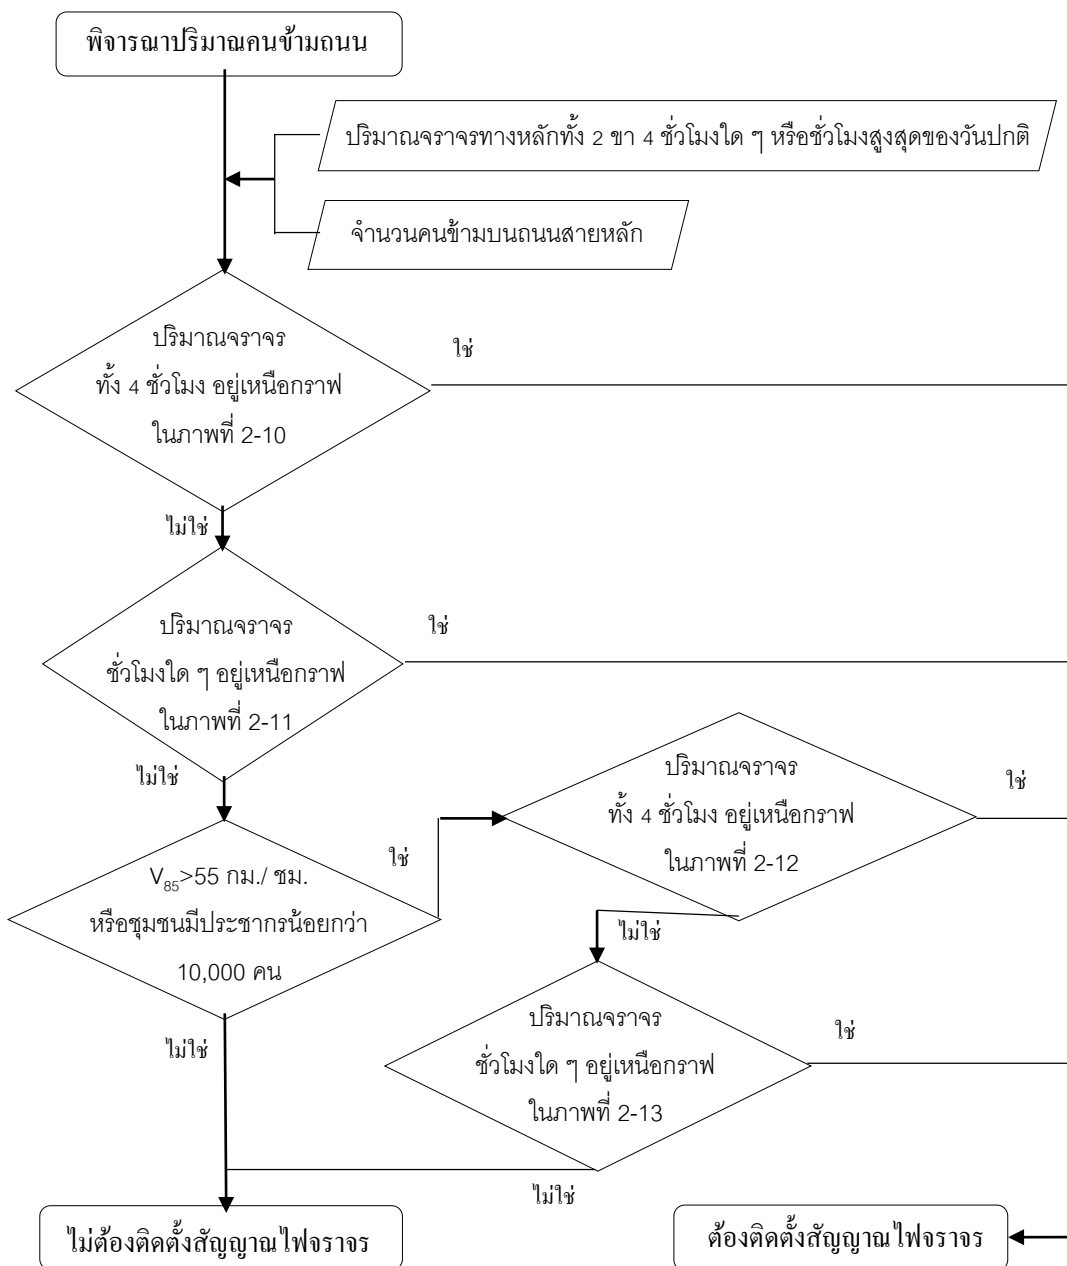 พิจารณาปริมาณคนข้ามถนน
ปริมาณจราจรทางหลักทั้ง 2 ขา 4 ชั่วโมงใด ๆ หรือชั่วโมงสูงสุดของวันปกติ
จำนวนคนข้ามบนถนนสายหลัก
ปริมาณจราจร
ทั้ง 4 ชั่วโมง อยู่เหนือกราฟ
ในภาพที่ 2-10
ใช่
ไม่ใช่
ปริมาณจราจร
ชั่วโมงใด ๆ อยู่เหนือกราฟ
ในภาพที่ 2-11
ใช่
ไม่ใช่
V85>55 กม./ ชม.
หรือชุมชนมีประชากรน้อยกว่า
10,000 คน
ใช่
ไม่ใช่
ปริมาณจราจร
ทั้ง 4 ชั่วโมง อยู่เหนือกราฟ
ในภาพที่ 2-12
ใช่
ไม่ใช่
ปริมาณจราจร
ชั่วโมงใด ๆ อยู่เหนือกราฟ
ในภาพที่ 2-13
ใช่
ไม่ใช่
ไม่ต้องติดตั้งสัญญาณไฟจราจร
ต้องติดตั้งสัญญาณไฟจราจร